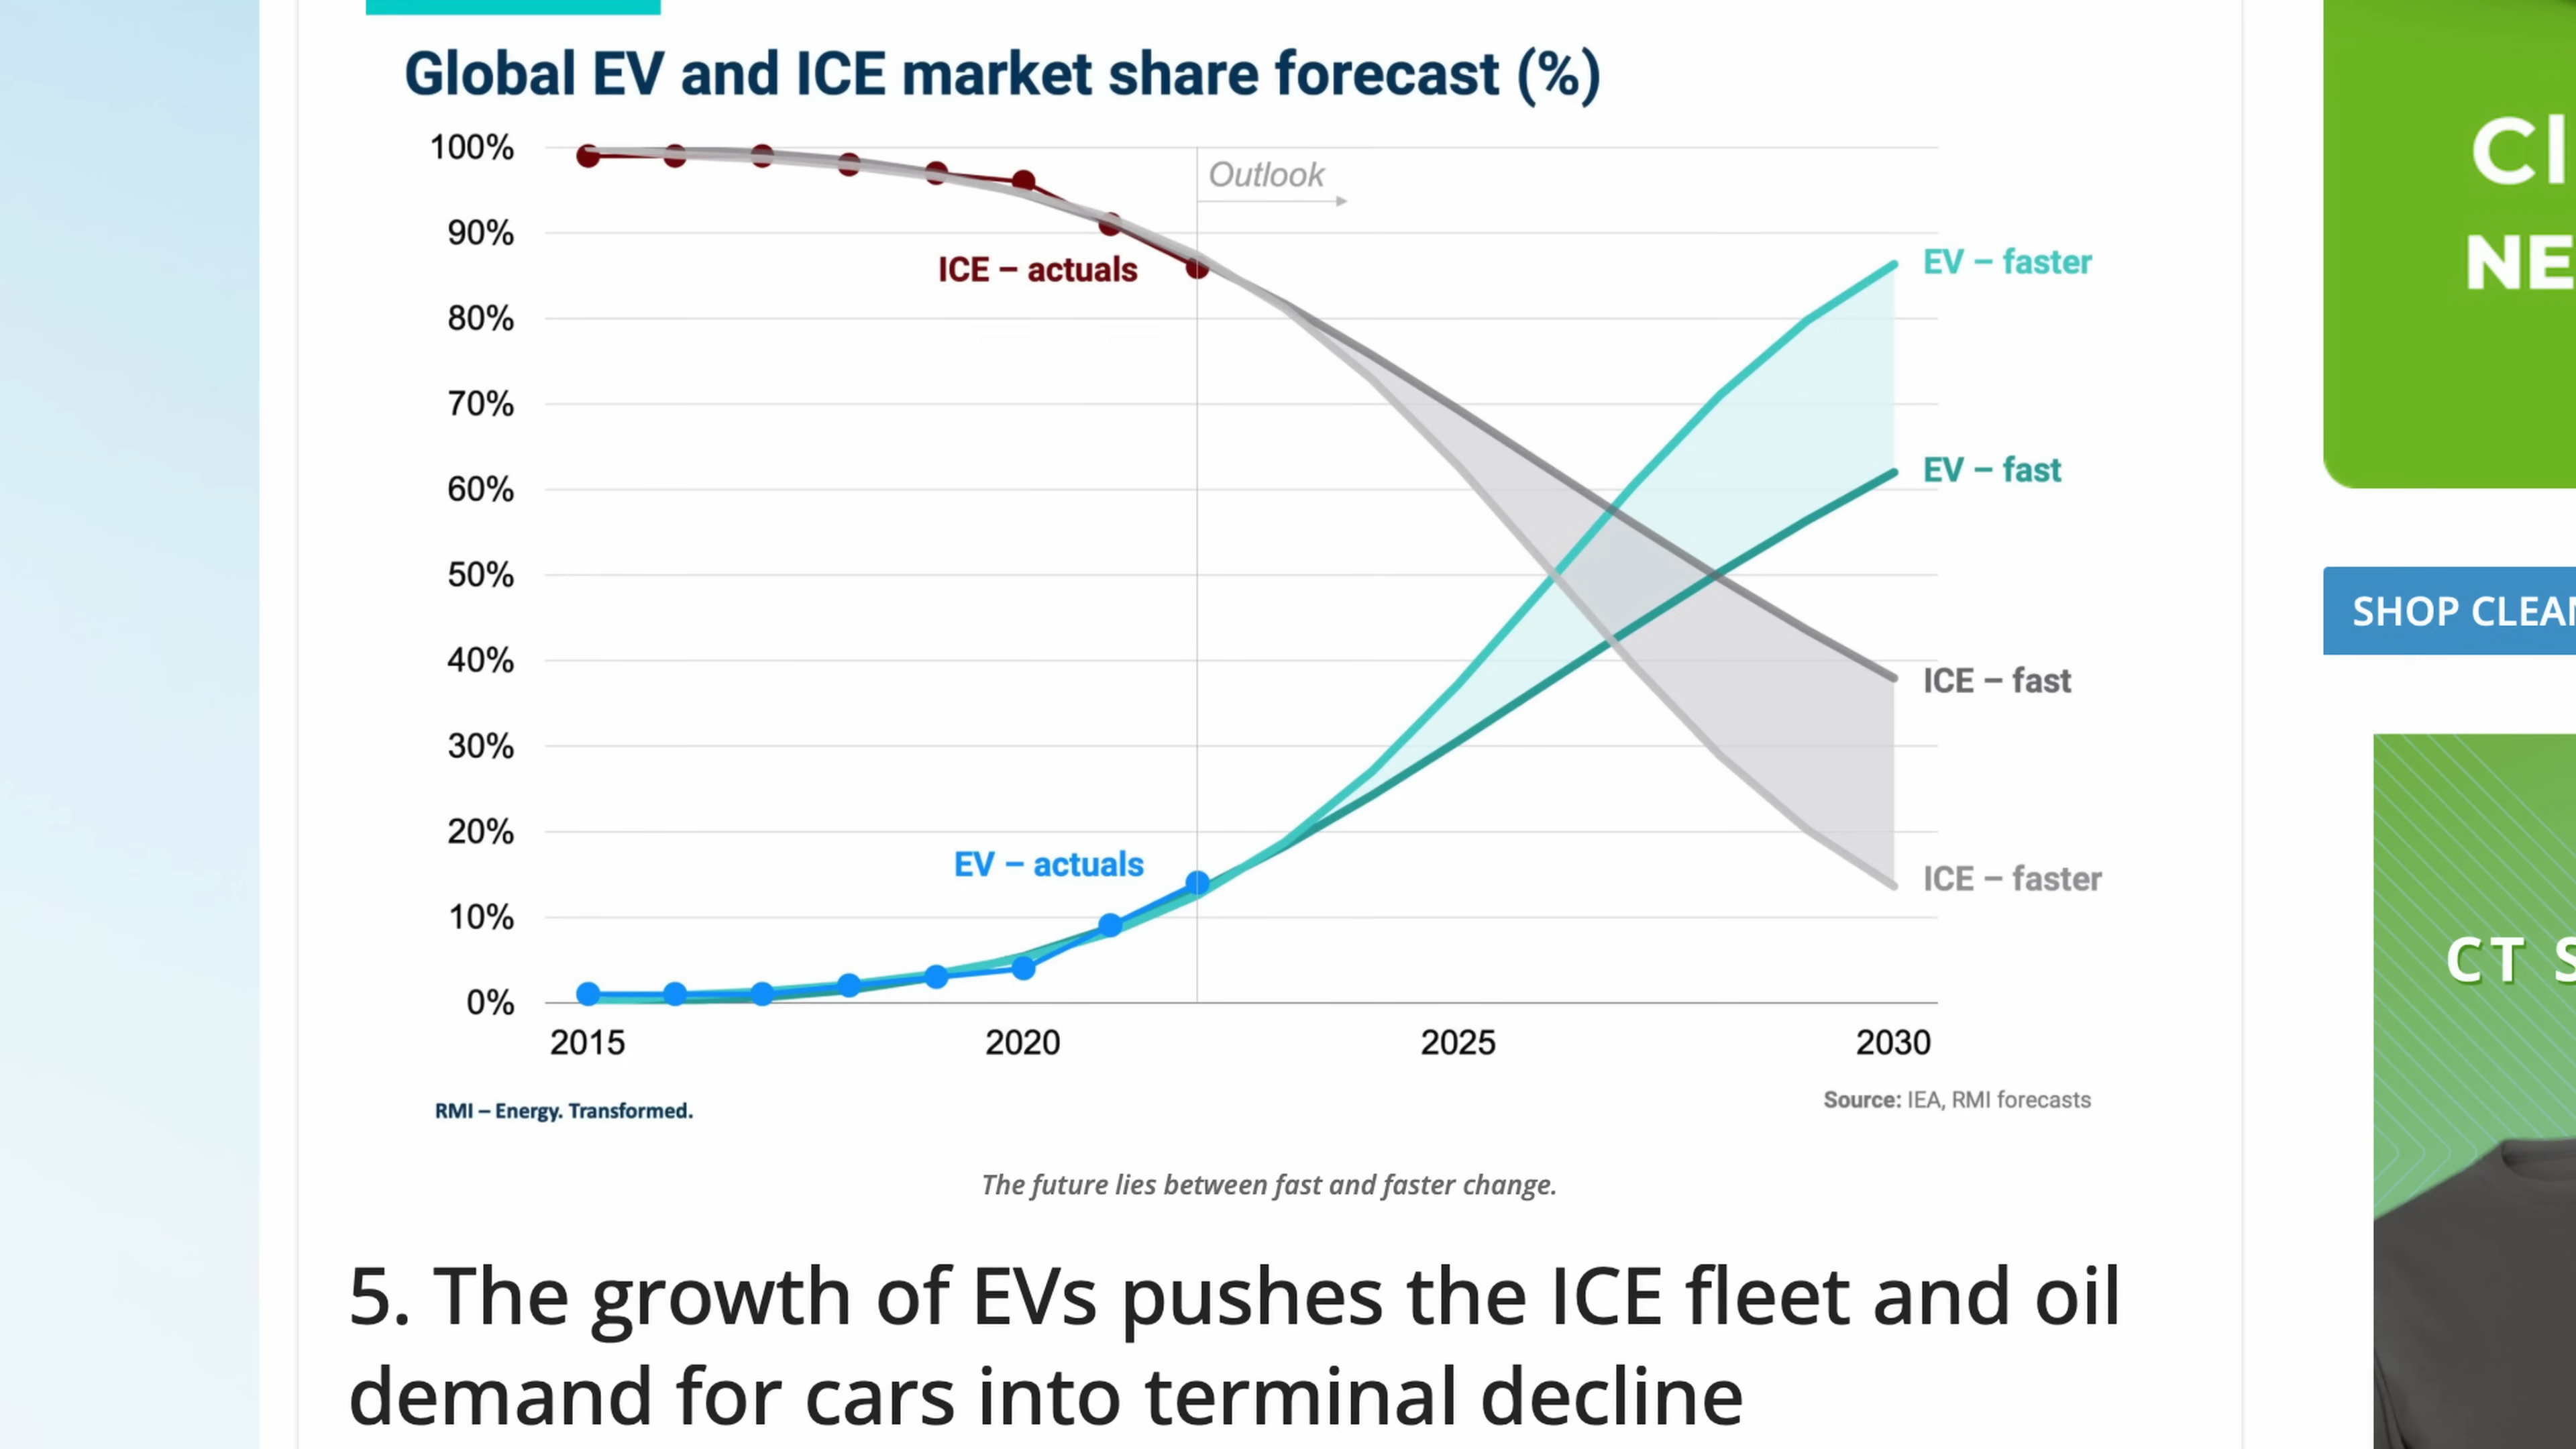 Global EV and ICE market share forecast (%)
100%
90%
80%
70%
60%
50%
40%
30%
20%
10%
0%
Outlook
ICE – actuals
EV – actuals
EV – faster
EV – fast
ICE – fast
ICE – faster
2015 2020 2025 2030
RMI – Energy. Transformed.
Source: IEA, RMI forecasts
The future lies between fast and faster change.
5. The growth of EVs pushes the ICE fleet and oil
demand for cars into terminal decline
SHOP
CT